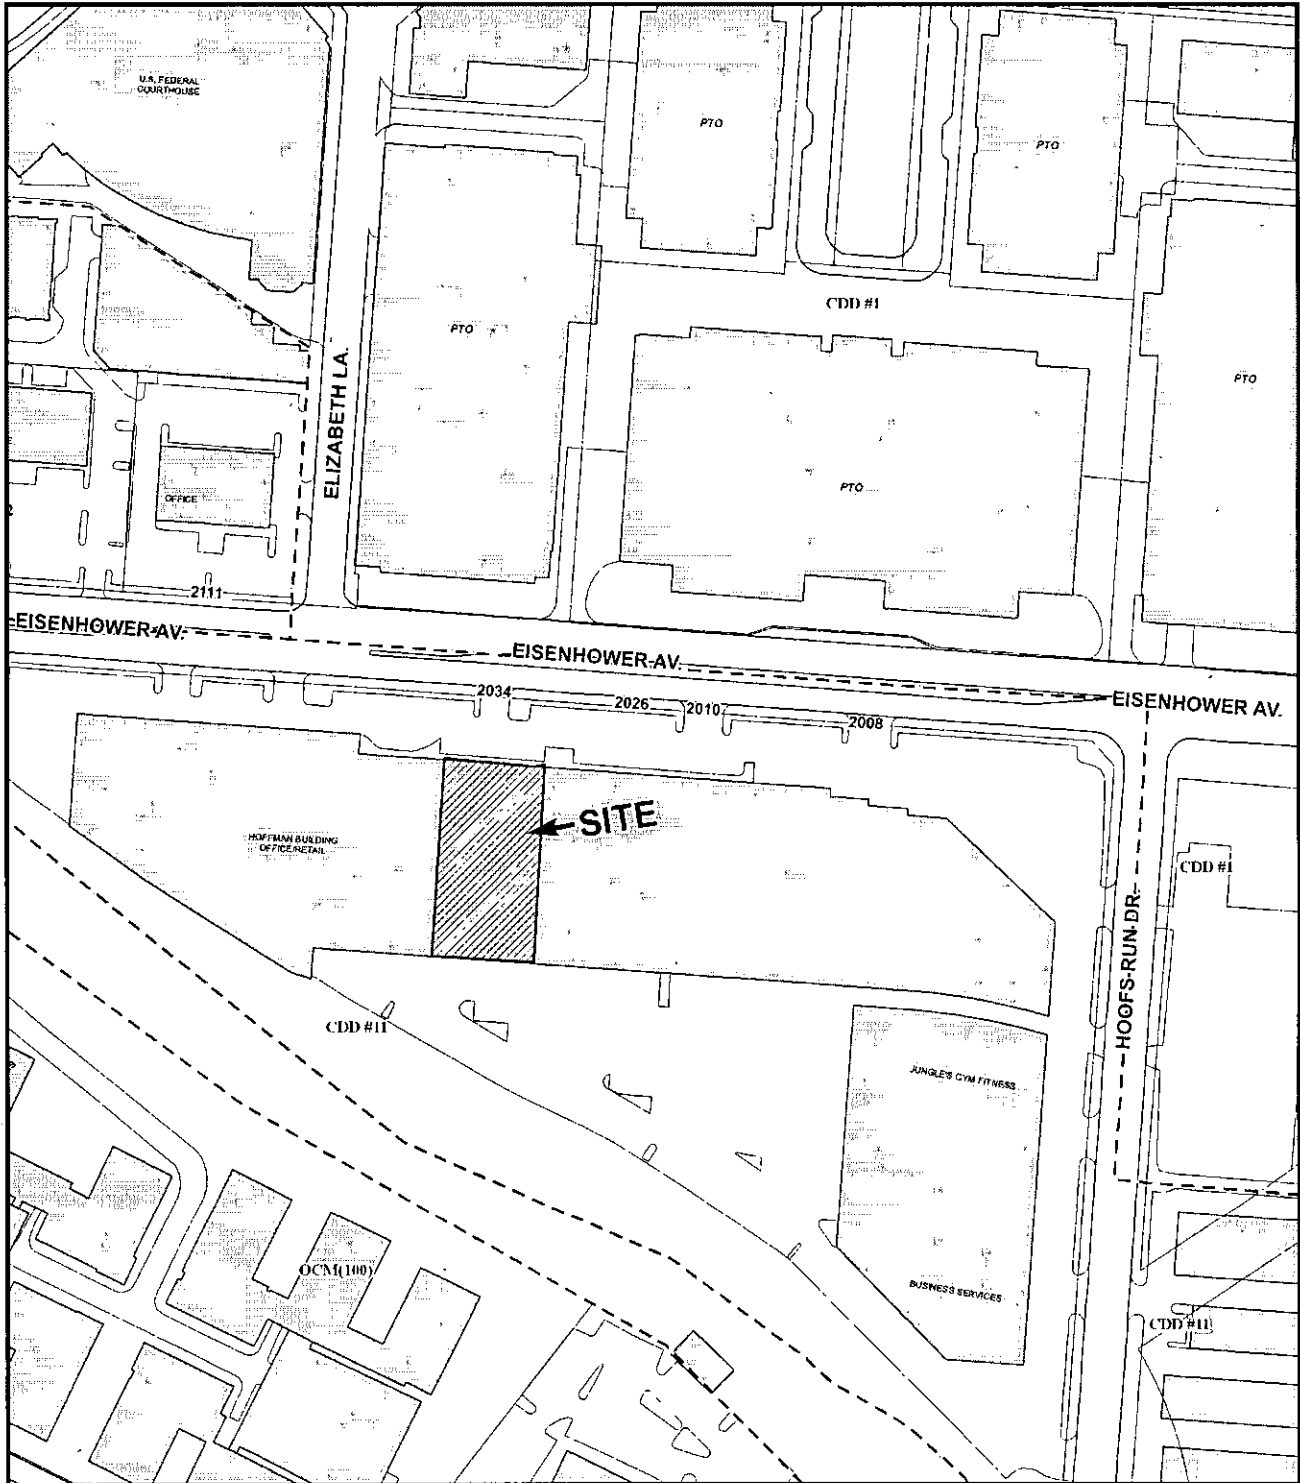 U.S. FEDERAL
COURTHOUSE
PTO
PTO
CDD #1
PTO
PTO
ELIZABETH LA.
PTO
OFFICE
2111
EISENHOWER AV.
EISENHOWER AV.
EISENHOWER AV.
2034
2026
2010
2008
SITE
HOFFMAN BUILDING
OFFICE/RETAIL
CDD #1
HOOFS RUN DR.
CDD #11
JUNGLE'S GYM FITNESS
OCM(100)
BUSINESS SERVICES
CDD #11